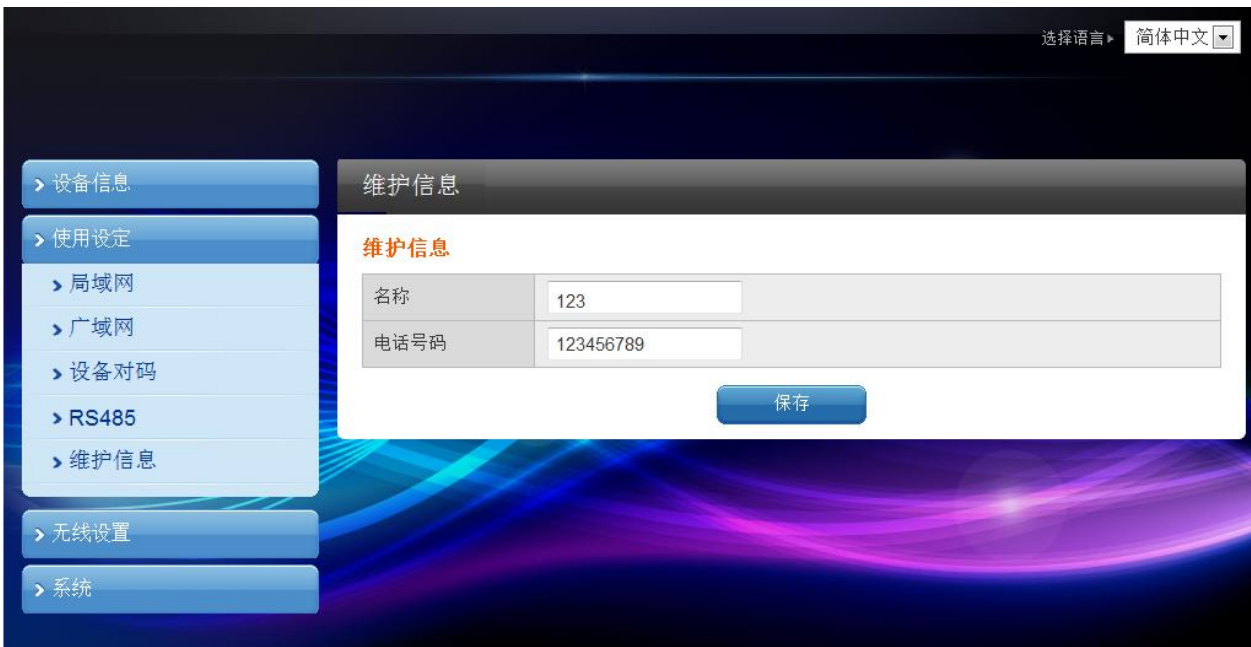 选择语言▸ 简体中文
设备信息
使用设定
局域网
广域网
设备对码
RS485
维护信息
无线设置
系统
维护信息
维护信息
名称 123
电话号码 123456789
保存